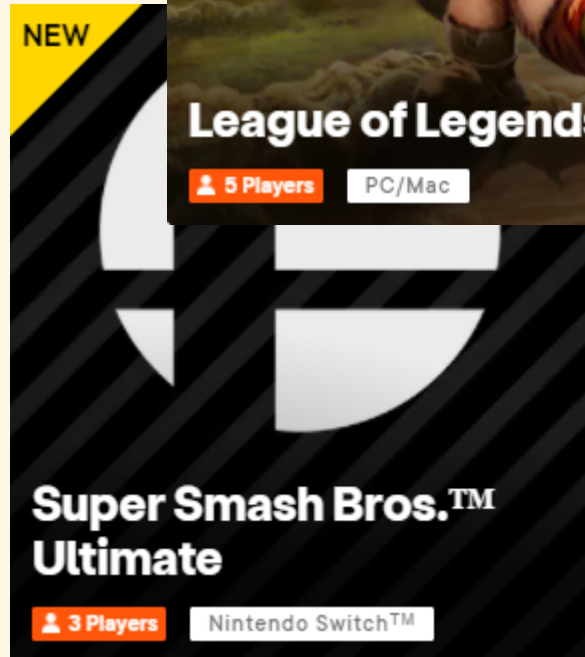 NEW
League of Legends
5 Players
PC/Mac
Super Smash Bros.™
Ultimate
3 Players
Nintendo Switch™